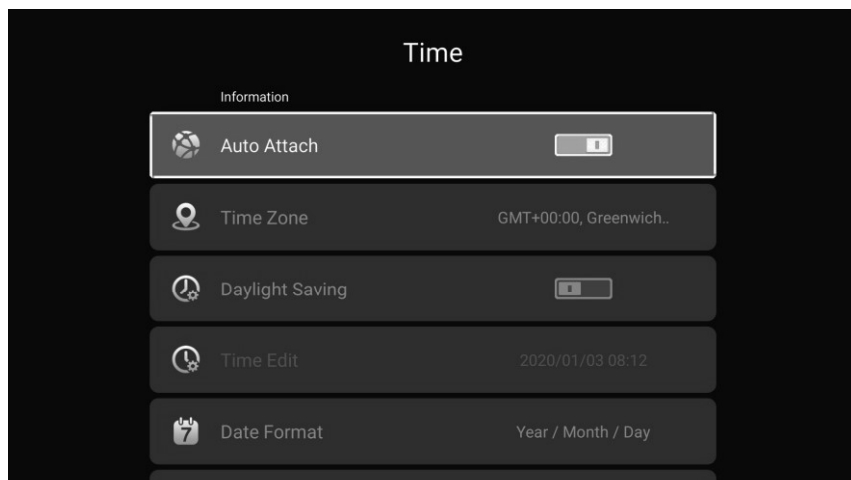 Time
Information
Auto Attach
Time Zone GMT+00:00, Greenwich..
Daylight Saving
Time Edit 2020/01/03 08:12
7
Date Format Year / Month / Day